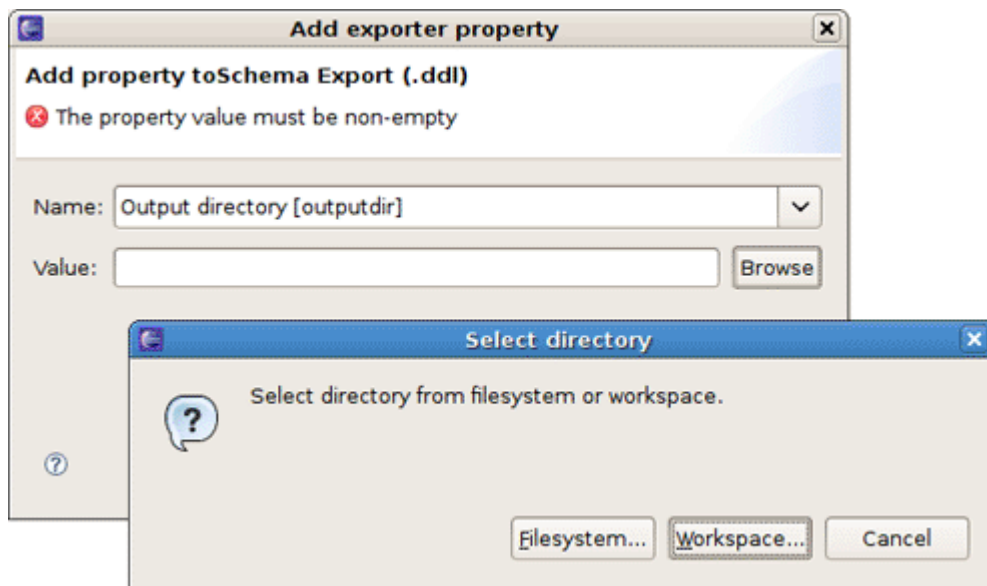 Add exporter property
Add property toSchema Export (.ddl)
The property value must be non-empty
Name: Output directory [outputdir]
Value: Browse
Select directory
? Select directory from filesystem or workspace.
?
Filesystem... Workspace... Cancel